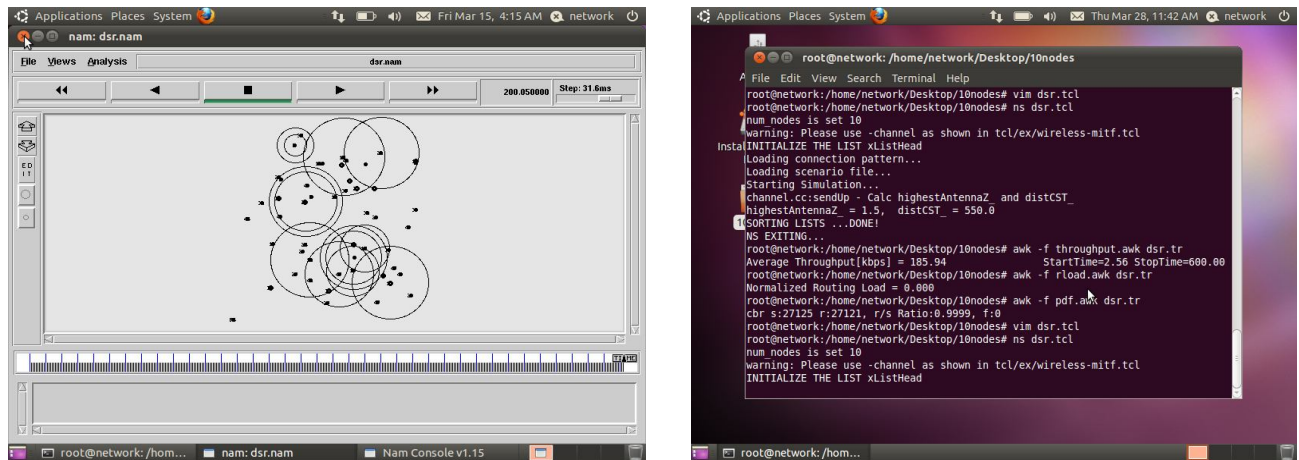 Applications Places System
Fri Mar 15, 4:15 AM
network
nam: dsr.nam
File Views Analysis
dsr.nam
200.050000
Step: 31.6ms
ED
IT
TIME
root@network: /hom...
nam: dsr.nam
Nam Console v1.15
Applications Places System
Thu Mar 28, 11:42 AM
network
root@network: /home/network/Desktop/10nodes
File Edit View Search Terminal Help
root@network:/home/network/Desktop/10nodes# vim dsr.tcl
root@network:/home/network/Desktop/10nodes# ns dsr.tcl
num_nodes is set 10
warning: Please use -channel as shown in tcl/ex/wireless-mitf.tcl
Instal
INITIALIZE THE LIST xListHead
Loading connection pattern...
Loading scenario file...
Starting Simulation...
channel.cc:sendUp - Calc highestAntennaZ_ and distCST_
highestAntennaZ_ = 1.5, distCST_ = 550.0
SORTING LISTS ...DONE!
NS EXITING...
root@network:/home/network/Desktop/10nodes# awk -f throughput.awk dsr.tr
Average Throughput[kbps] = 185.94 StartTime=2.56 StopTime=600.00
root@network:/home/network/Desktop/10nodes# awk -f rload.awk dsr.tr
Normalized Routing Load = 0.000
root@network:/home/network/Desktop/10nodes# awk -f pdf.awk dsr.tr
cbr s:27125 r:27121, r/s Ratio:0.9999, f:0
root@network:/home/network/Desktop/10nodes# vim dsr.tcl
root@network:/home/network/Desktop/10nodes# ns dsr.tcl
num_nodes is set 10
warning: Please use -channel as shown in tcl/ex/wireless-mitf.tcl
INITIALIZE THE LIST xListHead
root@network: /hom...